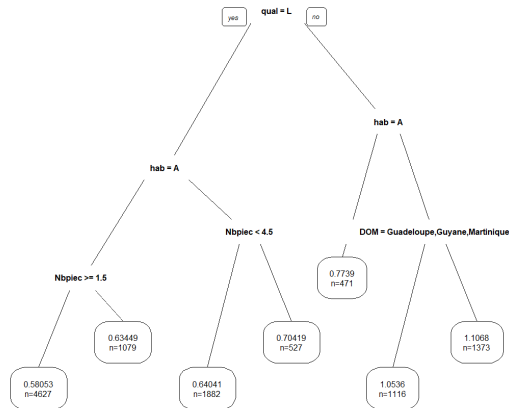 qual = L
yes
no
hab = A
hab = A
Nbpiec < 4.5
DOM = Guadeloupe,Guyane,Martinique
Nbpiec >= 1.5
0.7739
n=471
0.63449
n=1079
0.70419
n=527
1.1068
n=1373
0.58053
n=4627
0.64041
n=1882
1.0536
n=1116